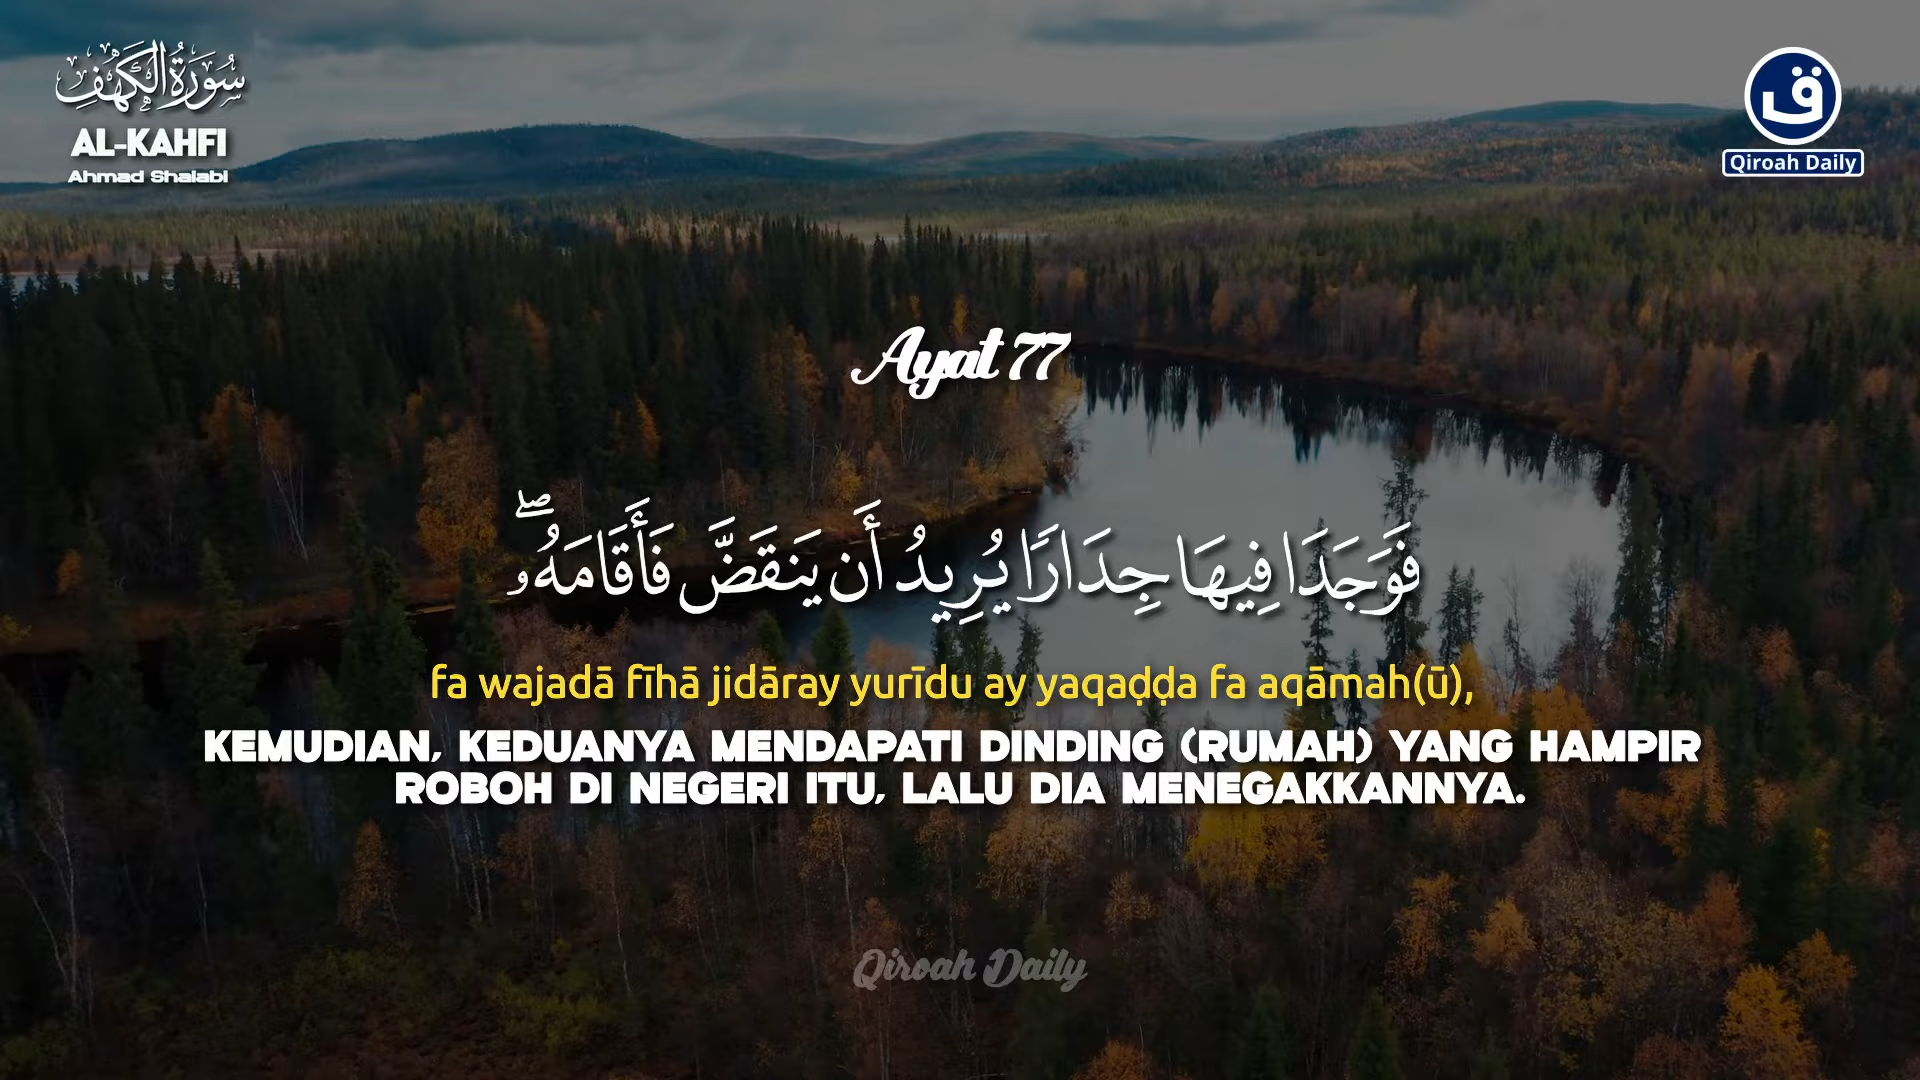 سُورَةُ الْكَهْفِ
AL-KAHFI
Ahmad Shalabi
ق
Qiroah Daily
Ayat 77
فَوَجَدَا فِيهَا جِدَارًا يُرِيدُ أَن يَنقَضَّ فَأَقَامَهُۥ ۖ
fa wajadā fīhā jidāray yurīdu ay yaqaḍḍa fa aqāmah(ū),
KEMUDIAN, KEDUANYA MENDAPATI DINDING (RUMAH) YANG HAMPIR
ROBOH DI NEGERI ITU, LALU DIA MENEGAKKANNYA.
Qiroah Daily